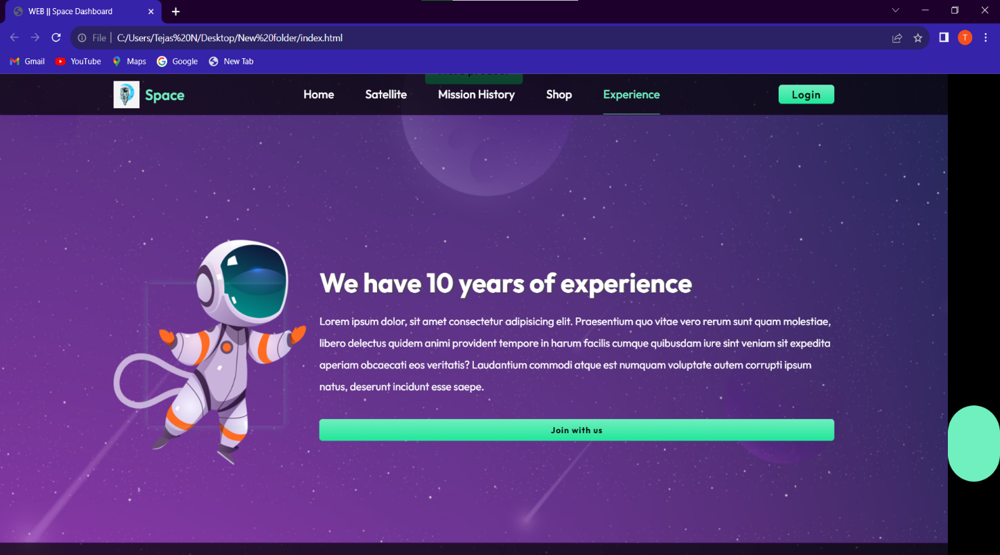 WEB || Space Dashboard
File
C:/Users/Tejas%20N/Desktop/New%20folder/index.html
T
Gmail YouTube Maps Google New Tab
Space Home Satellite Mission History Shop Experience Login
We have 10 years of experience
Lorem ipsum dolor, sit amet consectetur adipisicing elit. Praesentium quo vitae vero rerum sunt quam molestiae,
libero delectus quidem animi provident tempore in harum facilis cumque quibusdam iure sint veniam sit expedita
aperiam obcaecati eos veritatis? Laudantium commodi atque est numquam voluptate autem corrupti ipsum
natus, deserunt incidunt esse saepe.
Join with us